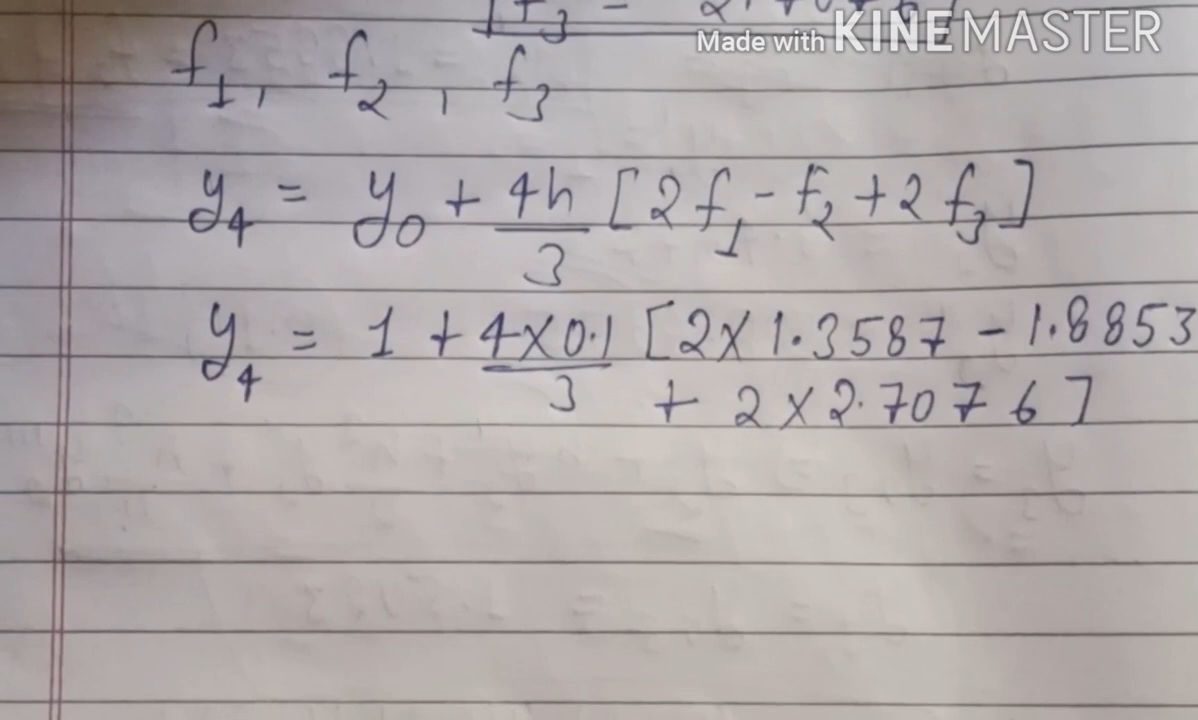 Made with KINEMASTER
f₁, f₂, f₃
y₄ = y₀ + 4h/3 [2f₁ - f₂ + 2f₃]
y₄ = 1 + 4×0.1/3 [2×1.3587 - 1.8853
+ 2×2.7076]